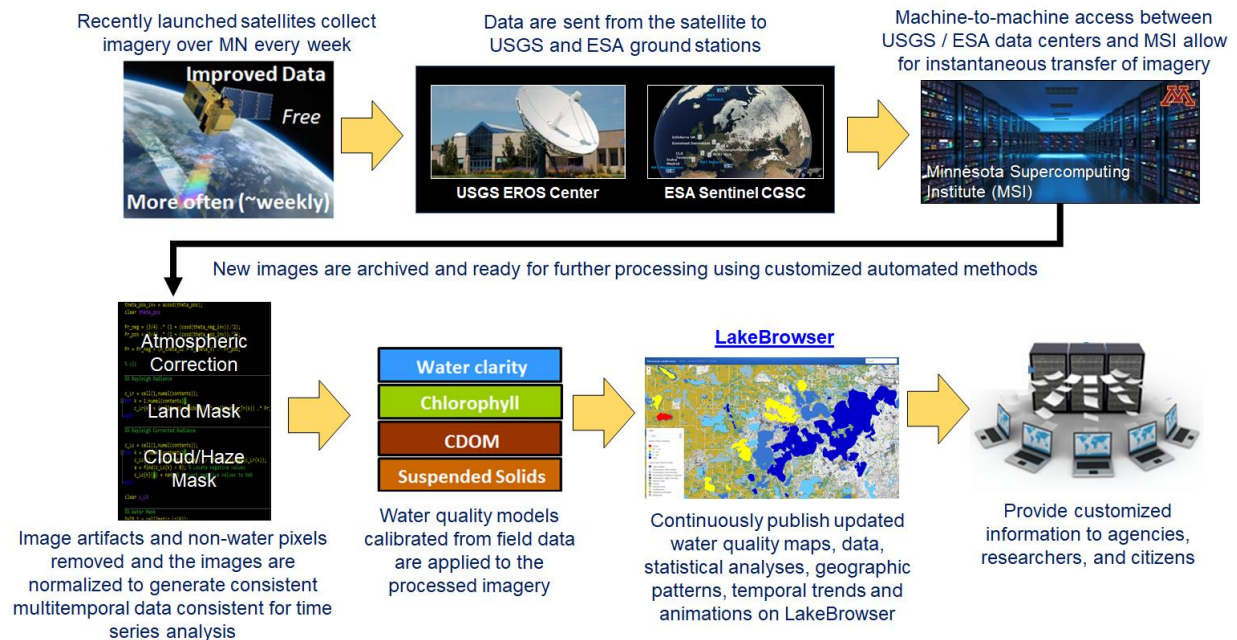 Recently launched satellites collect
imagery over MN every week
Improved Data
Free
More often (~weekly)
Data are sent from the satellite to
USGS and ESA ground stations
USGS EROS Center
ESA Sentinel CGSC
Machine-to-machine access between
USGS / ESA data centers and MSI allow
for instantaneous transfer of imagery
Minnesota Supercomputing
Institute (MSI)
New images are archived and ready for further processing using customized automated methods
Atmospheric
Correction
Land Mask
Cloud/Haze
Mask
Image artifacts and non-water pixels
removed and the images are
normalized to generate consistent
multitemporal data consistent for time
series analysis
Water clarity
Chlorophyll
CDOM
Suspended Solids
Water quality models
calibrated from field data
are applied to the
processed imagery
LakeBrowser
Continuously publish updated
water quality maps, data,
statistical analyses, geographic
patterns, temporal trends and
animations on LakeBrowser
Provide customized
information to agencies,
researchers, and citizens